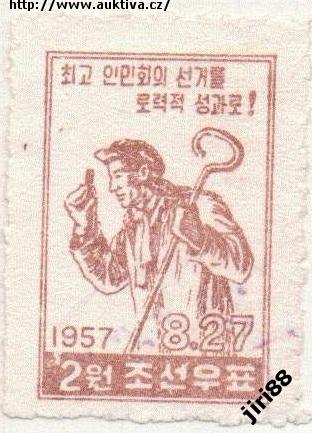 http://www.auktiva.cz/
최고 인민회의 선거를
로력적 성과로!
1957
8.27
2원 조선우표
jiri88